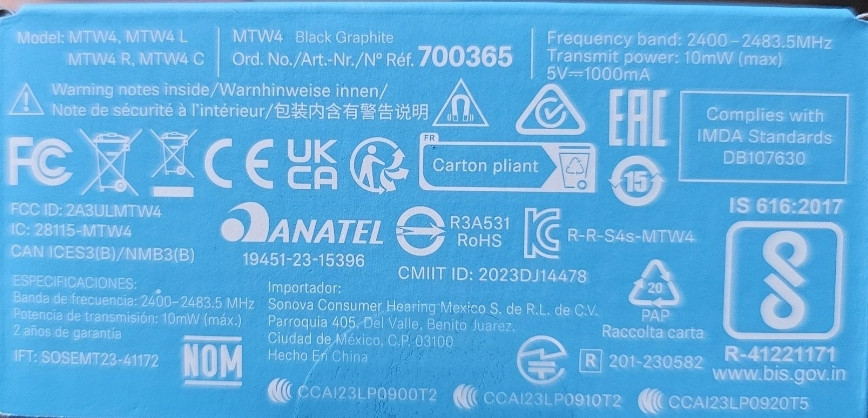 Model: MTW4, MTW4 L
MTW4 R, MTW4 C
MTW4 Black Graphite
Ord. No./Art.-Nr./N° Réf. 700365
Frequency band: 2400–2483.5MHz
Transmit power: 10mW (max)
5V⎓1000mA
Warning notes inside/Warnhinweise innen/
Note de sécurité à l'intérieur/包装内含有警告说明
EAC
Complies with
IMDA Standards
DB107630
FC
CE
UK
CA
FR
Carton pliant
15
FCC ID: 2A3ULMTW4
IC: 28115-MTW4
CAN ICES3(B)/NMB3(B)
ANATEL
19451-23-15396
R3A531
RoHS
CMIIT ID: 2023DJ14478
R-R-S4s-MTW4
IS 616:2017
R-41221171
www.bis.gov.in
ESPECIFICACIONES:
Banda de frecuencia: 2400–2483.5 MHz
Potencia de transmisión: 10mW (máx.)
2 años de garantía
IFT: SOSEMT23-41172
NOM
Importador:
Sonova Consumer Hearing Mexico S. de R.L. de C.V.
Parroquia 405, Del Valle, Benito Juarez.
Ciudad de México, C.P. 03100
Hecho En China
20
PAP
Raccolta carta
R 201-230582
CCAI23LP0900T2
CCAI23LP0910T2
CCAI23LP0920T5